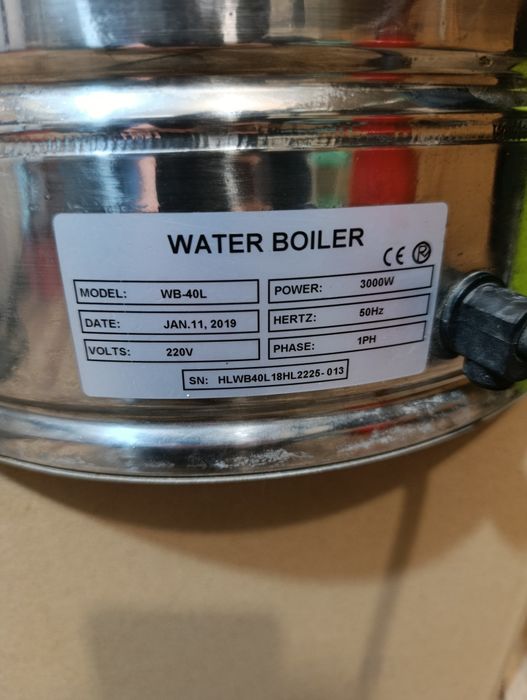 WATER BOILER
CE R
MODEL: WB-40L
POWER: 3000W
DATE: JAN.11, 2019
HERTZ: 50Hz
VOLTS: 220V
PHASE: 1PH
SN: HLWB40L18HL2225-013